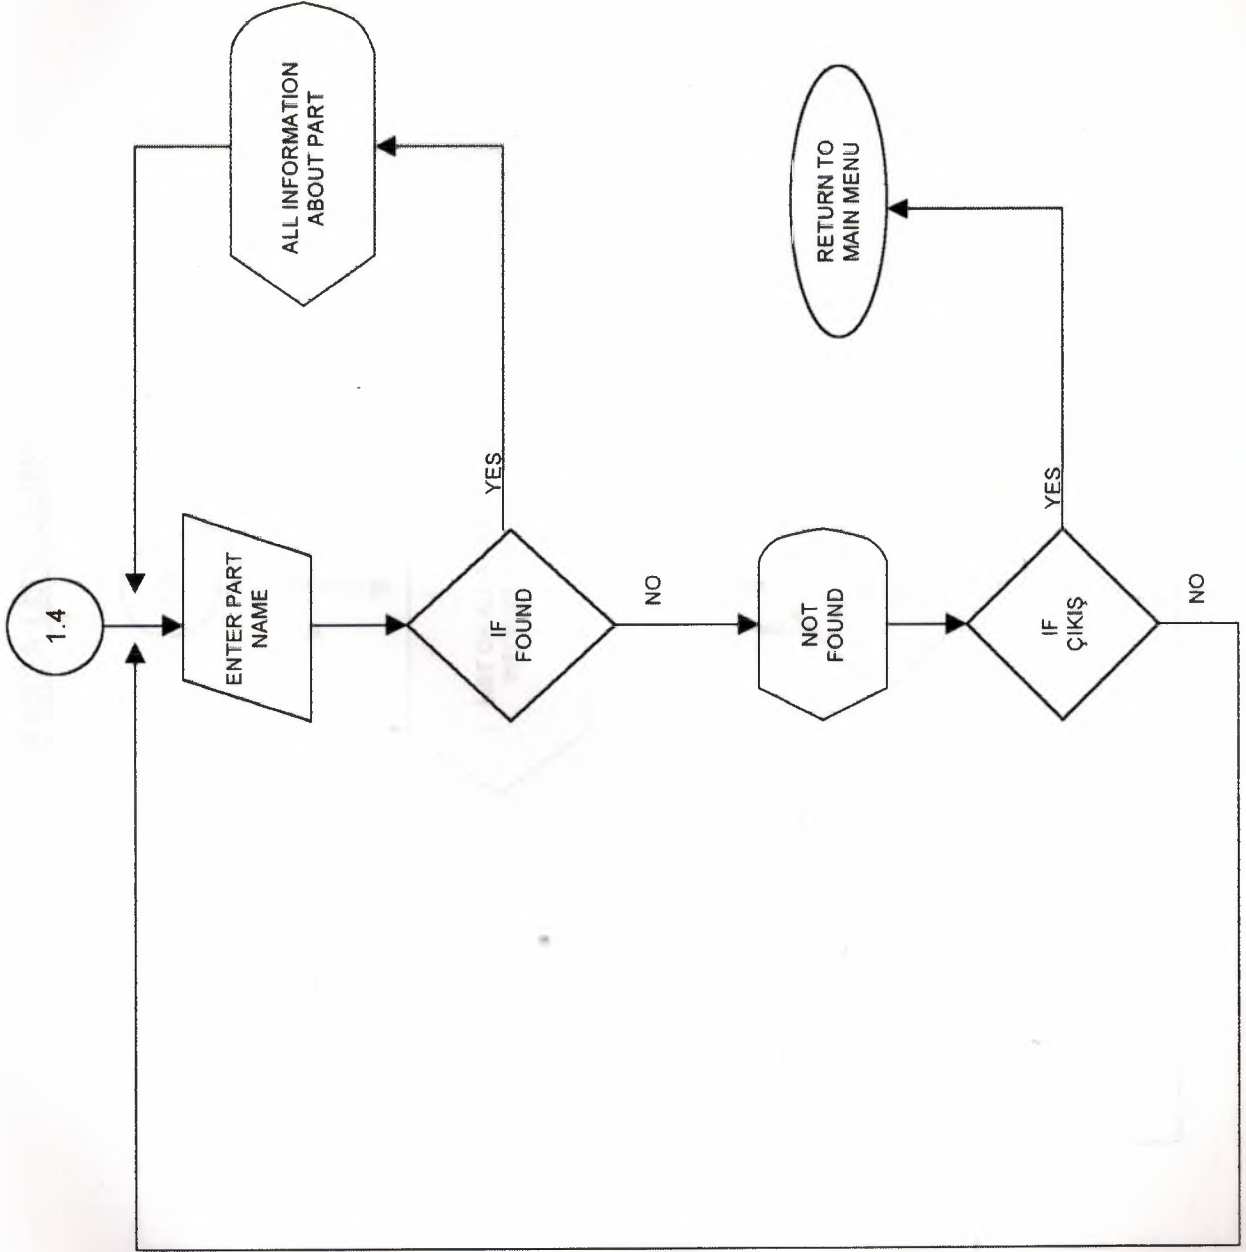 1.4
ENTER PART
NAME
IF
FOUND
YES
ALL INFORMATION
ABOUT PART
NO
NOT
FOUND
IF
ÇIKIŞ
YES
RETURN TO
MAIN MENU
NO